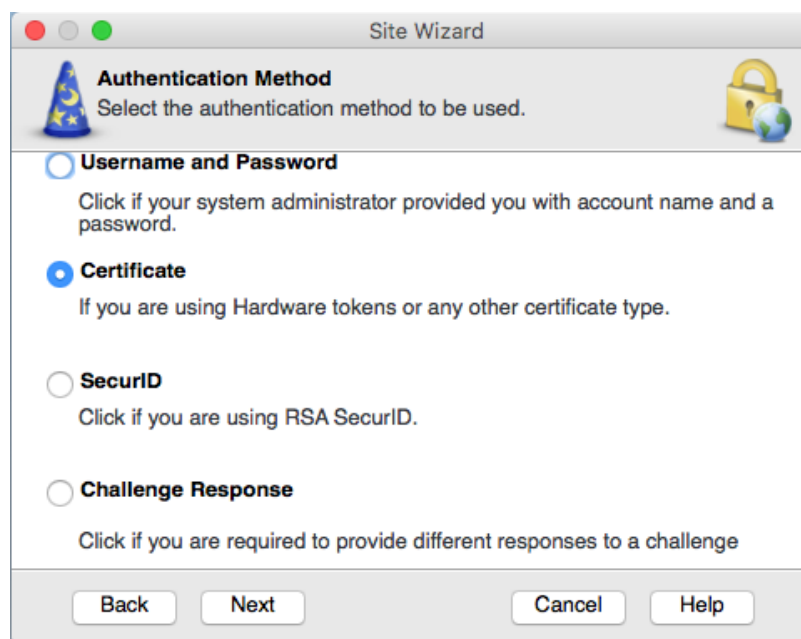 Site Wizard
Authentication Method
Select the authentication method to be used.
Username and Password
Click if your system administrator provided you with account name and a
password.
Certificate
If you are using Hardware tokens or any other certificate type.
SecurID
Click if you are using RSA SecurID.
Challenge Response
Click if you are required to provide different responses to a challenge
Back Next Cancel Help